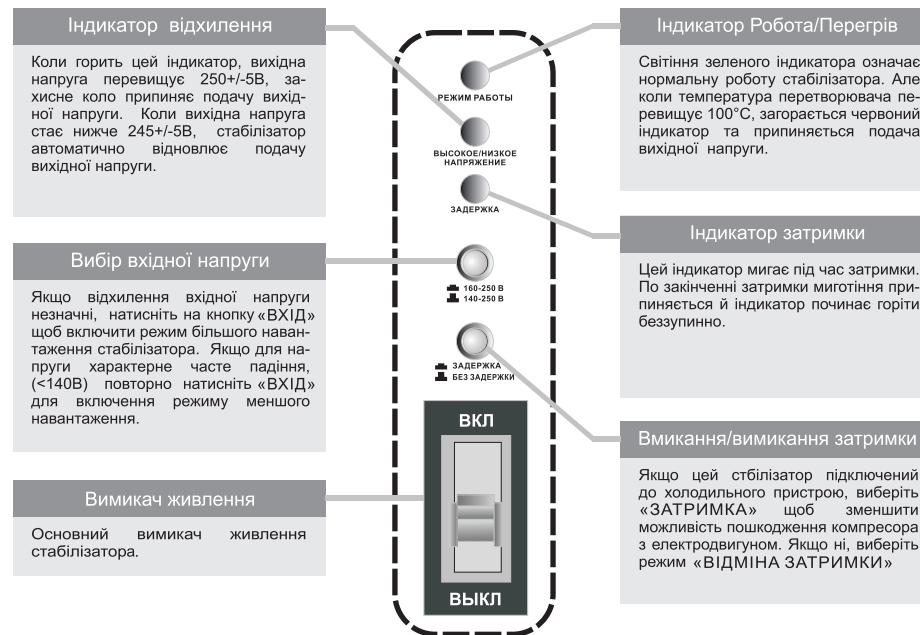 Індикатор відхилення
Коли горить цей індикатор, вихідна
напруга перевищує 250+/-5В, за-
хисне коло припиняє подачу вихід-
ної напруги. Коли вихідна напруга
стає нижче 245+/-5В, стабілізатор
автоматично відновлює подачу
вихідної напруги.
Вибір вхідної напруги
Якщо відхилення вхідної напруги
незначні, натисніть на кнопку «ВХІД»
щоб включити режим більшого наван-
таження стабілізатора. Якщо для на-
пруги характерне часте падіння,
(<140В) повторно натисніть «ВХІД»
для включення режиму меншого
навантаження.
Вимикач живлення
Основний вимикач живлення
стабілізатора.
РЕЖИМ РАБОТЫ
ВЫСОКОЕ/НИЗКОЕ
НАПРЯЖЕНИЕ
ЗАДЕРЖКА
160-250 В
140-250 В
ЗАДЕРЖКА
БЕЗ ЗАДЕРЖКИ
ВКЛ
ВЫКЛ
Індикатор Робота/Перегрів
Світіння зеленого індикатора означає
нормальну роботу стабілізатора. Але
коли температура перетворювача пе-
ревищує 100°С, загорається червоний
індикатор та припиняється подача
вихідної напруги.
Індикатор затримки
Цей індикатор мигає під час затримки.
По закінченні затримки миготіння при-
пиняється й індикатор починає горіти
беззупинно.
Вмикання/вимикання затримки
Якщо цей стбілізатор підключений
до холодильного пристрою, виберіть
«ЗАТРИМКА» щоб зменшити
можливість пошкодження компресора
з електродвигуном. Якщо ні, виберіть
режим «ВІДМІНА ЗАТРИМКИ»